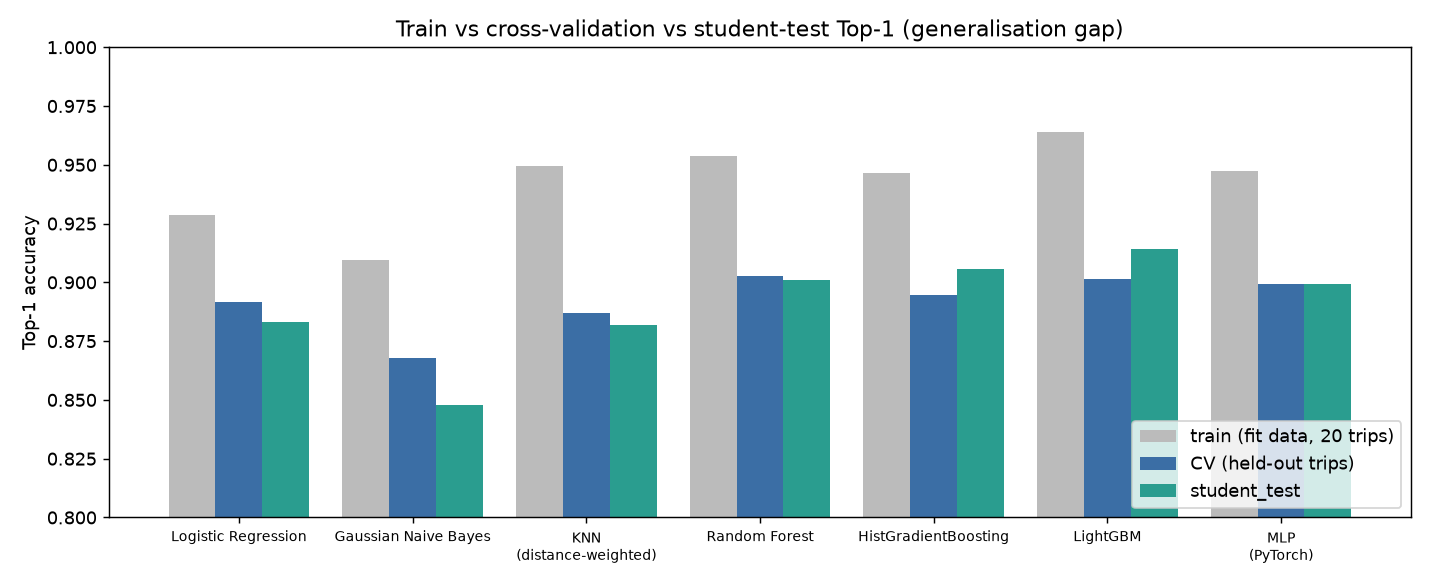 Train vs cross-validation vs student-test Top-1 (generalisation gap)
Top-1 accuracy
1.000
0.975
0.950
0.925
0.900
0.875
0.850
0.825
0.800
train (fit data, 20 trips)
CV (held-out trips)
student_test
Logistic Regression
Gaussian Naive Bayes
KNN
(distance-weighted)
Random Forest
HistGradientBoosting
LightGBM
MLP
(PyTorch)